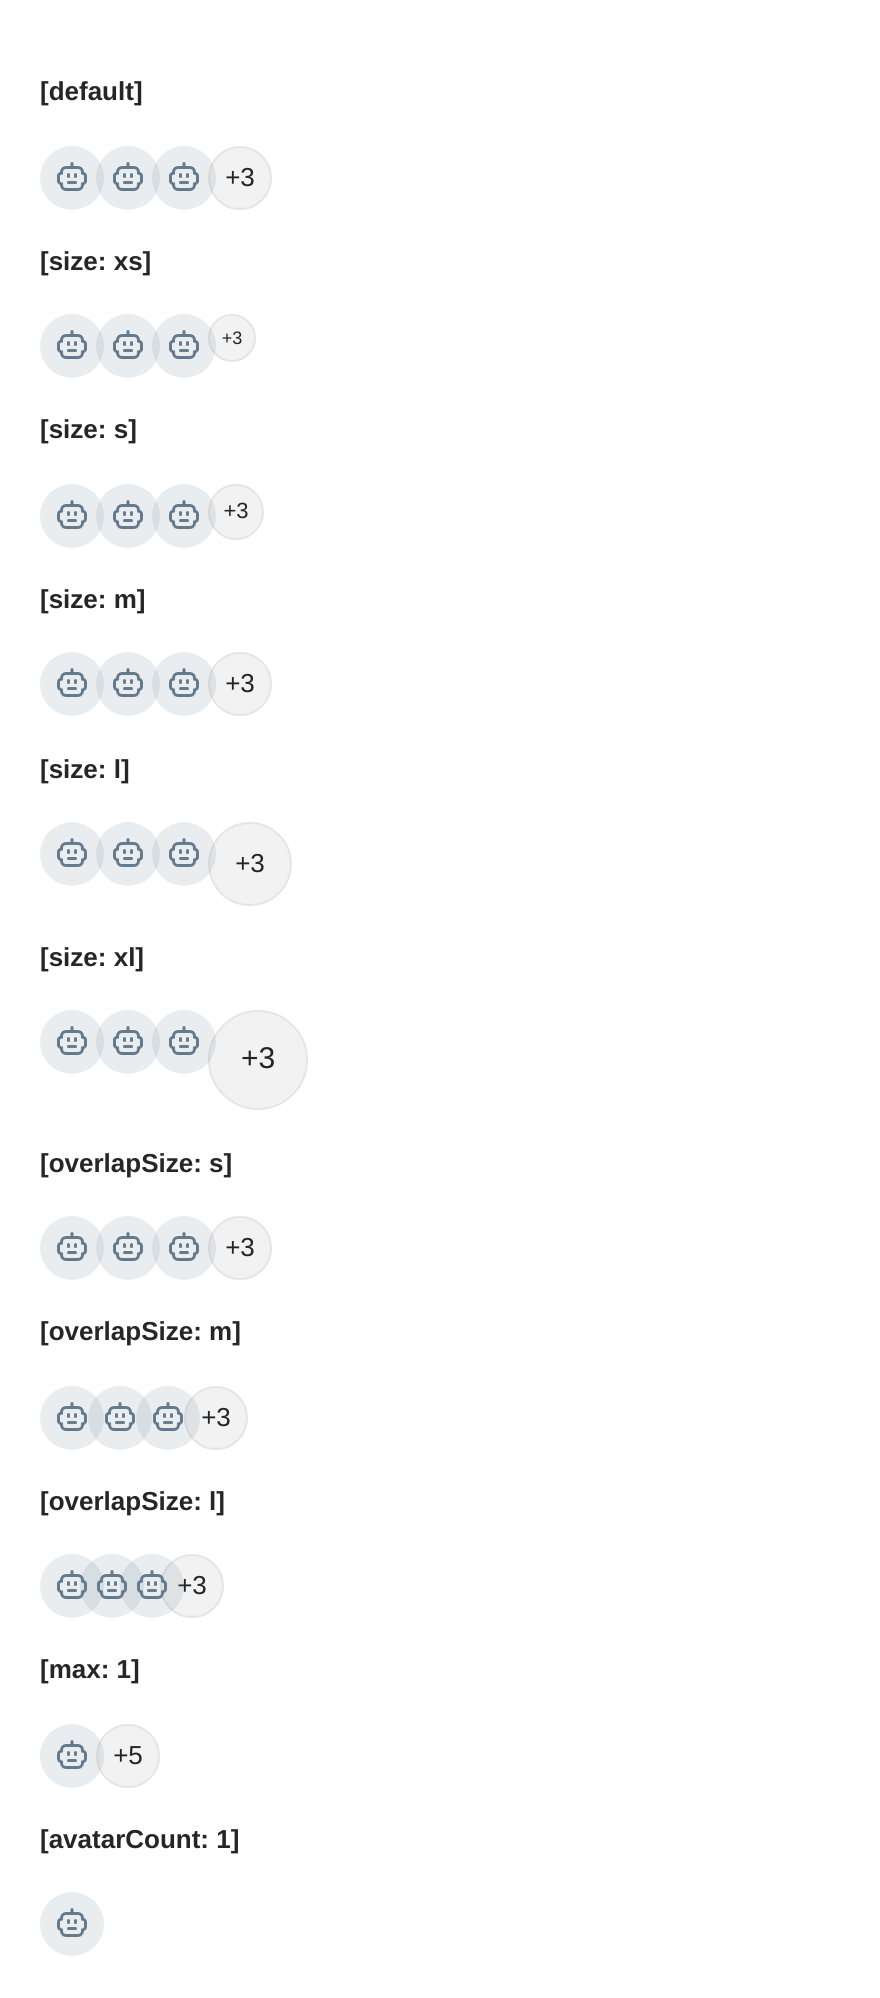 [default]
+3
[size: xs]
+3
[size: s]
+3
[size: m]
+3
[size: l]
+3
[size: xl]
+3
[overlapSize: s]
+3
[overlapSize: m]
+3
[overlapSize: l]
+3
[max: 1]
+5
[avatarCount: 1]